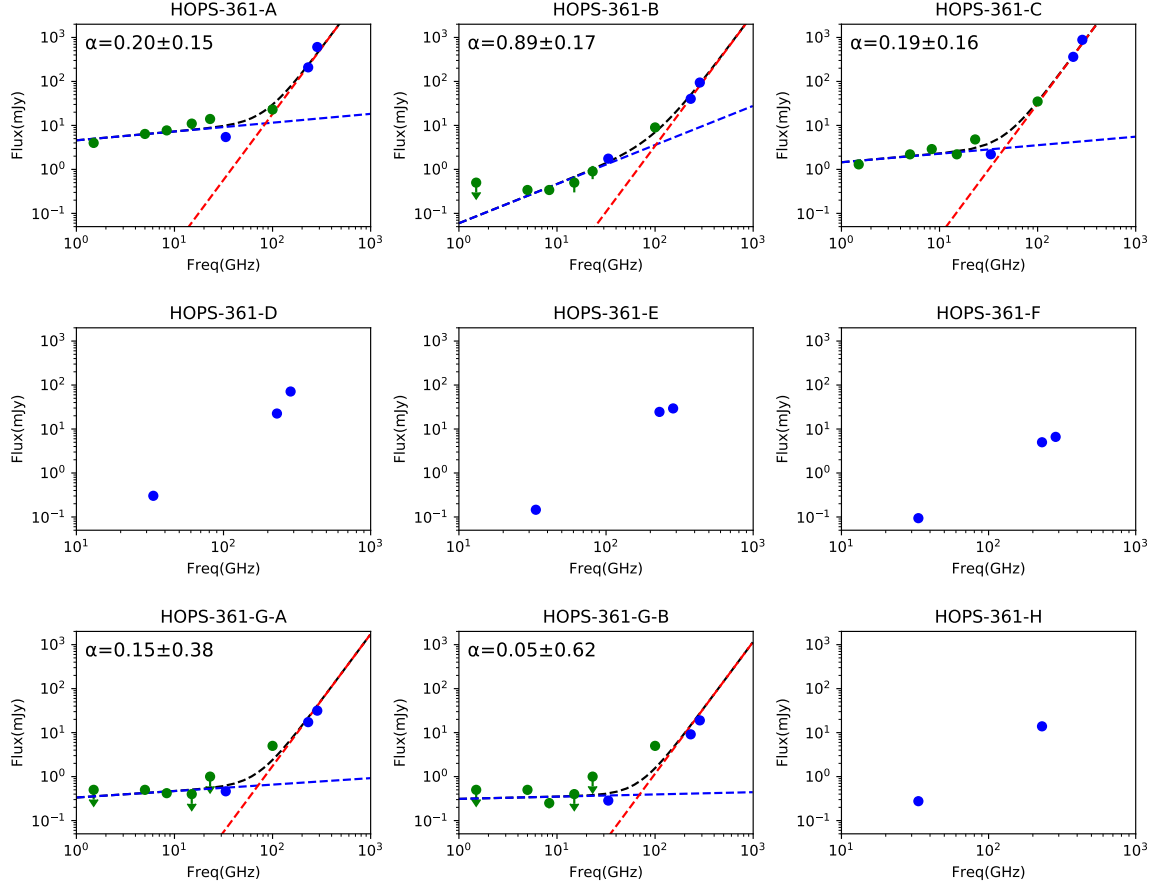 HOPS-361-A
HOPS-361-B
HOPS-361-C
α=0.20±0.15
α=0.89±0.17
α=0.19±0.16
Flux(mJy)
Flux(mJy)
Flux(mJy)
10³
10²
10¹
10⁰
10⁻¹
10³
10²
10¹
10⁰
10⁻¹
10³
10²
10¹
10⁰
10⁻¹
10⁰ 10¹ 10² 10³
10⁰ 10¹ 10² 10³
10⁰ 10¹ 10² 10³
Freq(GHz)
Freq(GHz)
Freq(GHz)
HOPS-361-D
HOPS-361-E
HOPS-361-F
Flux(mJy)
Flux(mJy)
Flux(mJy)
10³
10²
10¹
10⁰
10⁻¹
10³
10²
10¹
10⁰
10⁻¹
10³
10²
10¹
10⁰
10⁻¹
10¹ 10² 10³
10¹ 10² 10³
10¹ 10² 10³
Freq(GHz)
Freq(GHz)
Freq(GHz)
HOPS-361-G-A
HOPS-361-G-B
HOPS-361-H
α=0.15±0.38
α=0.05±0.62
Flux(mJy)
Flux(mJy)
Flux(mJy)
10³
10²
10¹
10⁰
10⁻¹
10³
10²
10¹
10⁰
10⁻¹
10³
10²
10¹
10⁰
10⁻¹
10⁰ 10¹ 10² 10³
10⁰ 10¹ 10² 10³
10¹ 10² 10³
Freq(GHz)
Freq(GHz)
Freq(GHz)